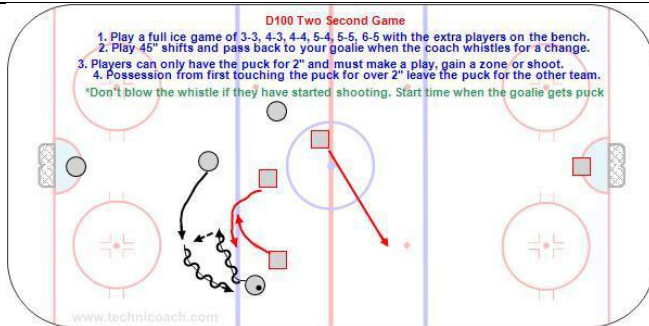 D100 Two Second Game
1. Play a full ice game of 3-3, 4-3, 4-4, 5-4, 5-5, 6-5 with the extra players on the bench.
2. Play 45" shifts and pass back to your goalie when the coach whistles for a change.
3. Players can only have the puck for 2" and must make a play, gain a zone or shoot.
4. Possession from first touching the puck for over 2" leave the puck for the other team.
*Don't blow the whistle if they have started shooting. Start time when the goalie gets puck
www.technicoach.com